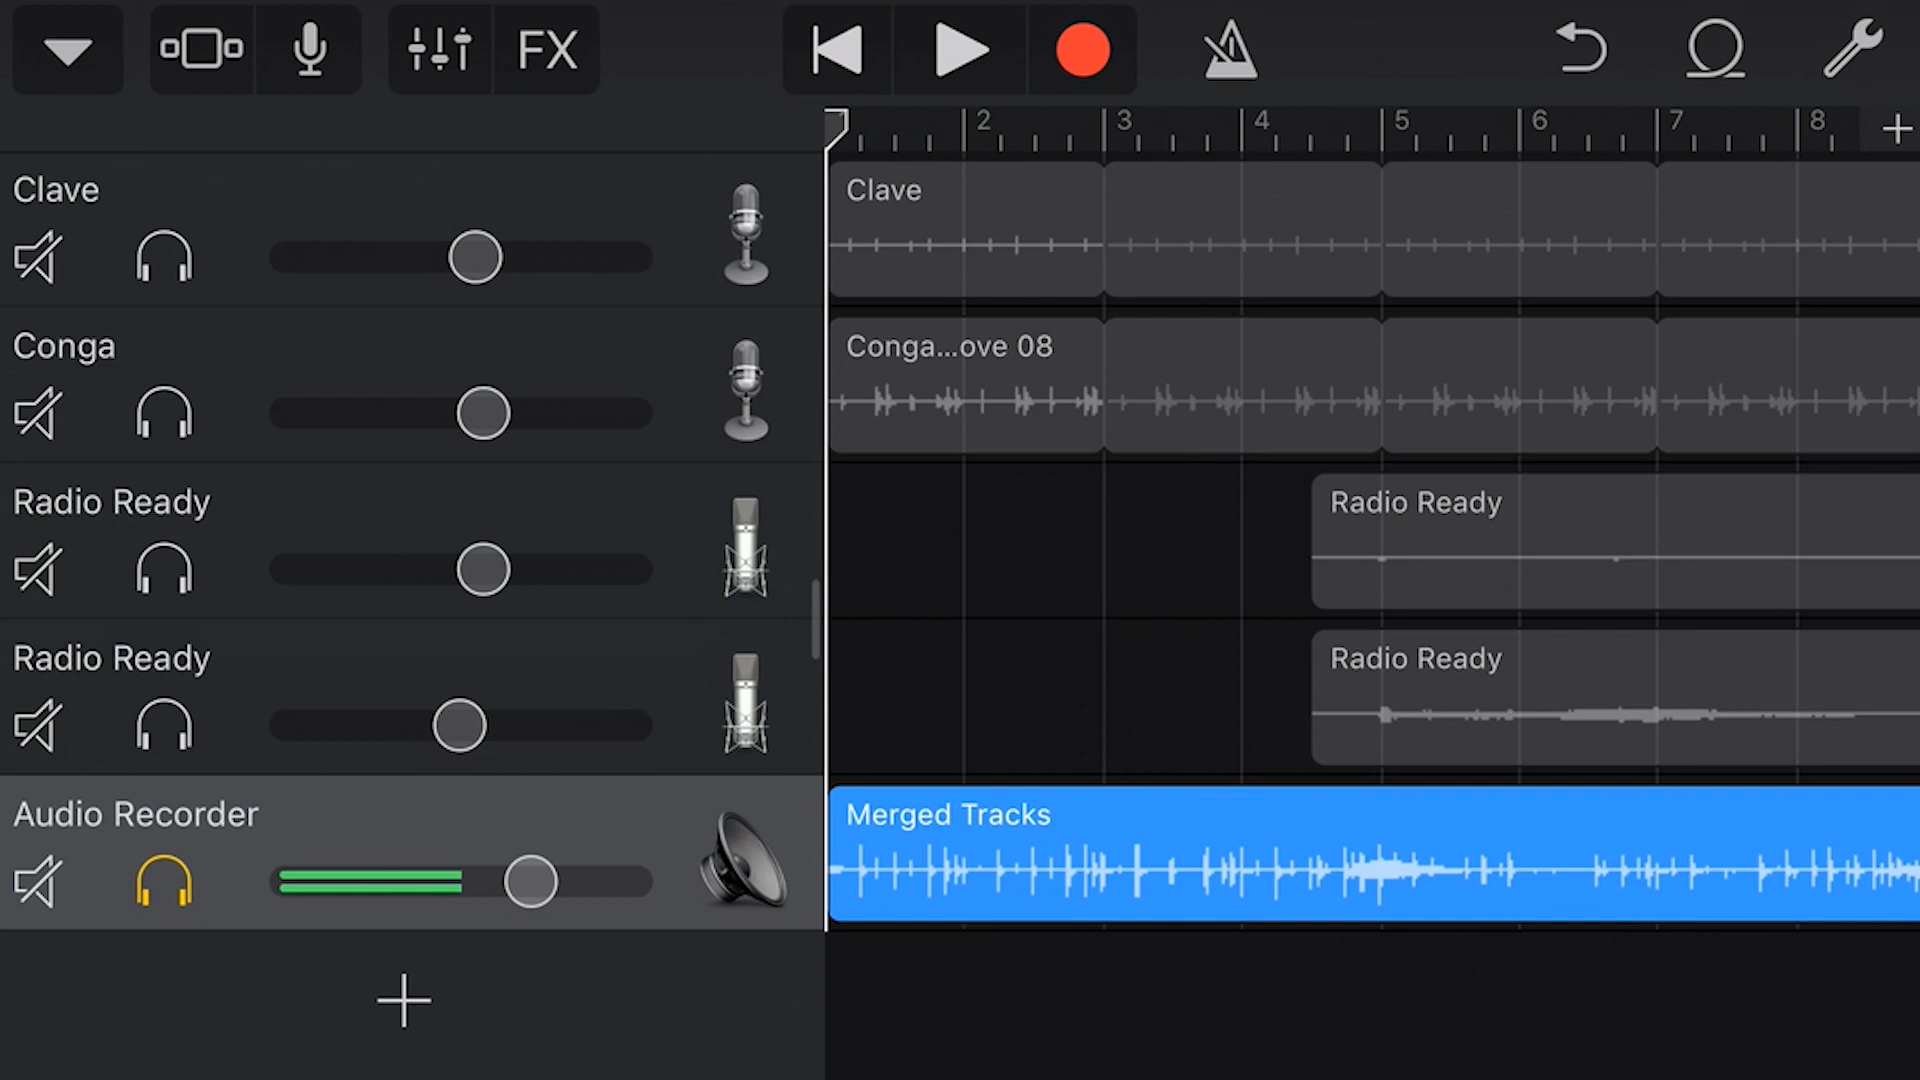 FX
2 3 4 5 6 7 8
Clave
Clave
Conga
Conga...ove 08
Radio Ready
Radio Ready
Radio Ready
Radio Ready
Audio Recorder
Merged Tracks